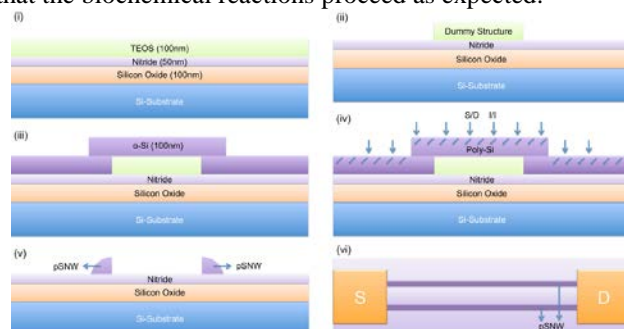 that the biochemical reactions proceed as expected.
(i)
TEOS (100nm)
Nitride (50nm)
Silicon Oxide (100nm)
Si-Substrate
(ii)
Dummy Structure
Nitride
Silicon Oxide
Si-Substrate
(iii)
α-Si (100nm)
Nitride
Silicon Oxide
Si-Substrate
(iv)
S/D I/I
Poly-Si
Nitride
Silicon Oxide
Si-Substrate
(v)
pSNW pSNW
Nitride
Silicon Oxide
Si-Substrate
(vi)
S D
pSNW